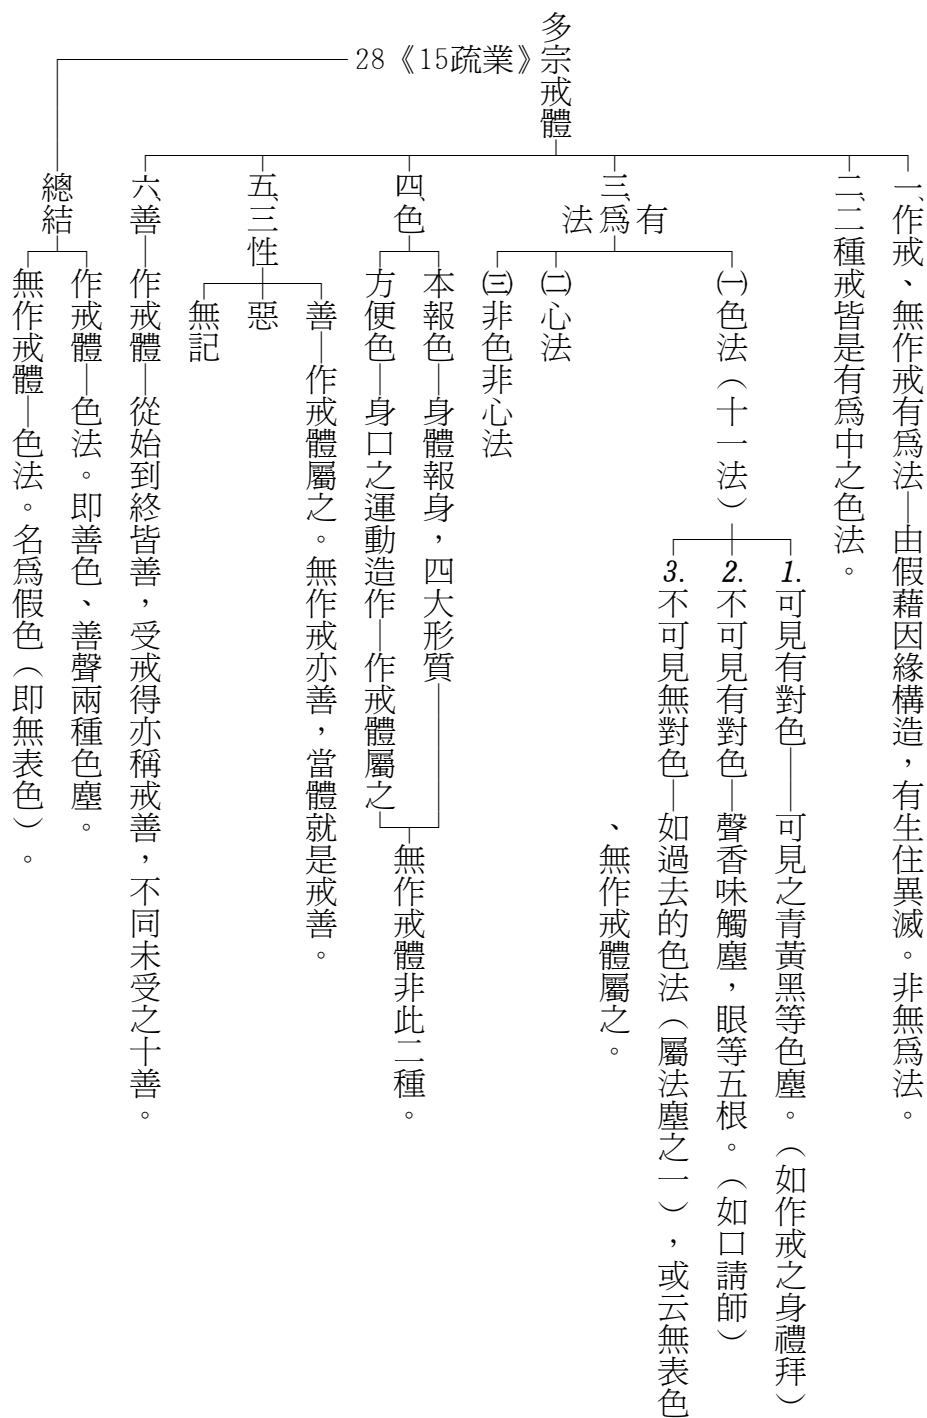 多宗戒體
28《15疏業》
一、作戒、無作戒有爲法—由假藉因緣構造，有生住異滅。非無爲法。
二、二種戒皆是有爲中之色法。
三、有爲法
㈠色法（十一法）
1.可見有對色—可見之青黃黑等色塵。（如作戒之身禮拜）
2.不可見有對色—聲香味觸塵，眼等五根。（如口請師）
3.不可見無對色—如過去的色法（屬法塵之一），或云無表色
、無作戒體屬之。
㈡心法
㈢非色非心法
四、色
本報色—身體報身，四大形質
方便色—身口之運動造作—作戒體屬之
無作戒體非此二種。
五、三性
善—作戒體屬之。無作戒亦善，當體就是戒善。
惡
無記
六、善—作戒體—從始到終皆善，受戒得亦稱戒善，不同未受之十善。
總結
作戒體—色法。即善色、善聲兩種色塵。
無作戒體—色法。名爲假色（即無表色）。